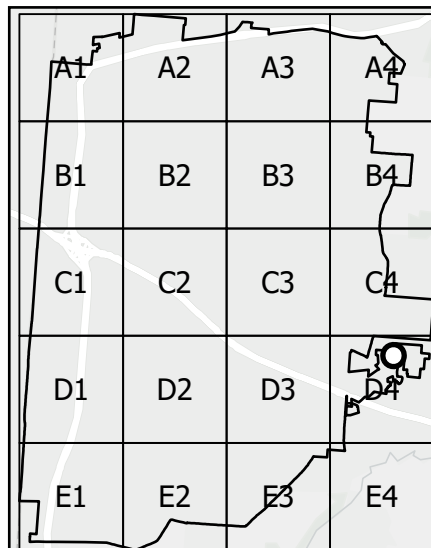 A1 A2 A3 A4
B1 B2 B3 B4
C1 C2 C3 C4
D1 D2 D3 D4
E1 E2 E3 E4